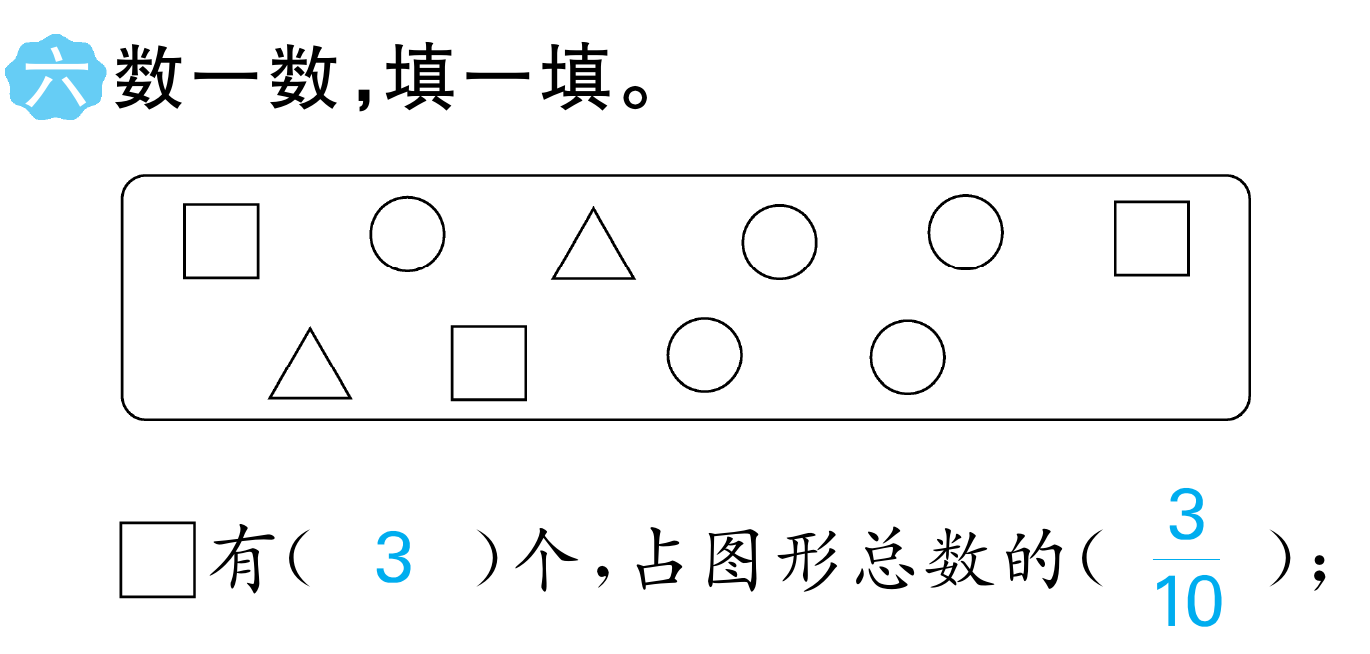 六 数一数,填一填。
□有( 3 )个,占图形总数的( 3/10 );